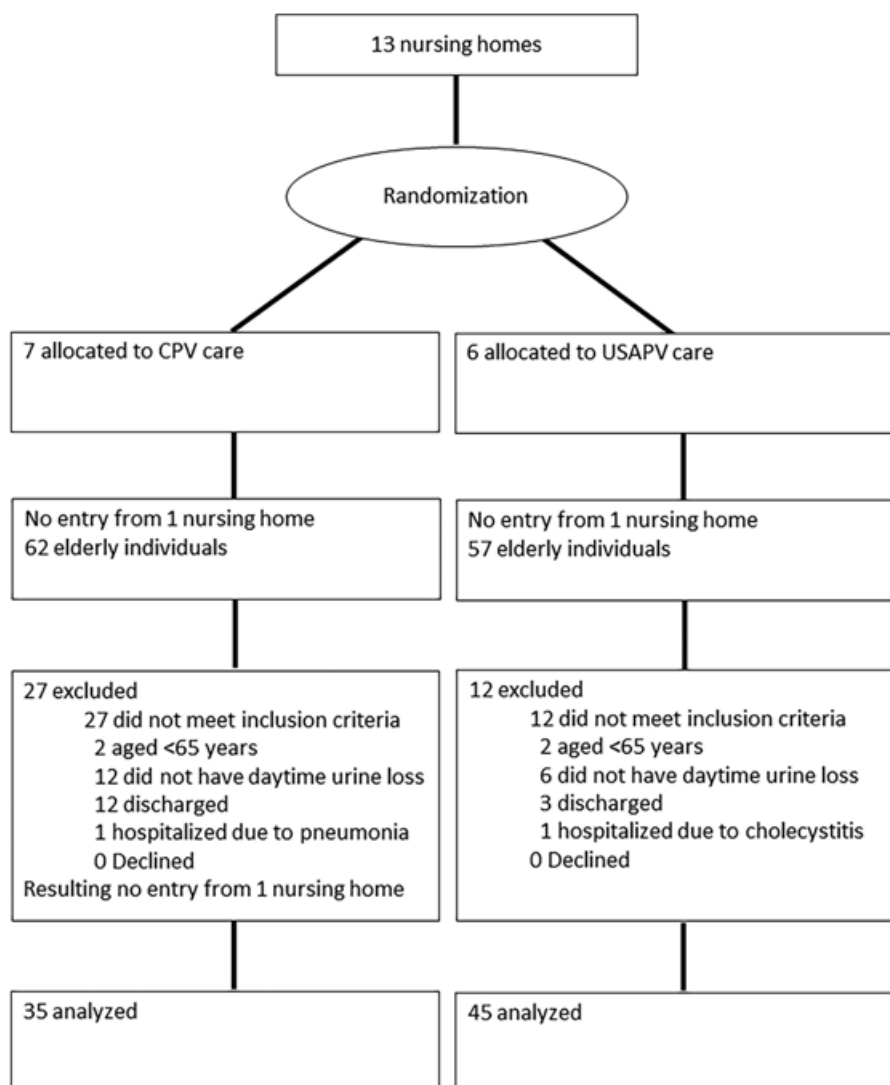 13 nursing homes
Randomization
7 allocated to CPV care
6 allocated to USAPV care
No entry from 1 nursing home
62 elderly individuals
No entry from 1 nursing home
57 elderly individuals
27 excluded
27 did not meet inclusion criteria
2 aged <65 years
12 did not have daytime urine loss
12 discharged
1 hospitalized due to pneumonia
0 Declined
Resulting no entry from 1 nursing home
12 excluded
12 did not meet inclusion criteria
2 aged <65 years
6 did not have daytime urine loss
3 discharged
1 hospitalized due to cholecystitis
0 Declined
35 analyzed
45 analyzed